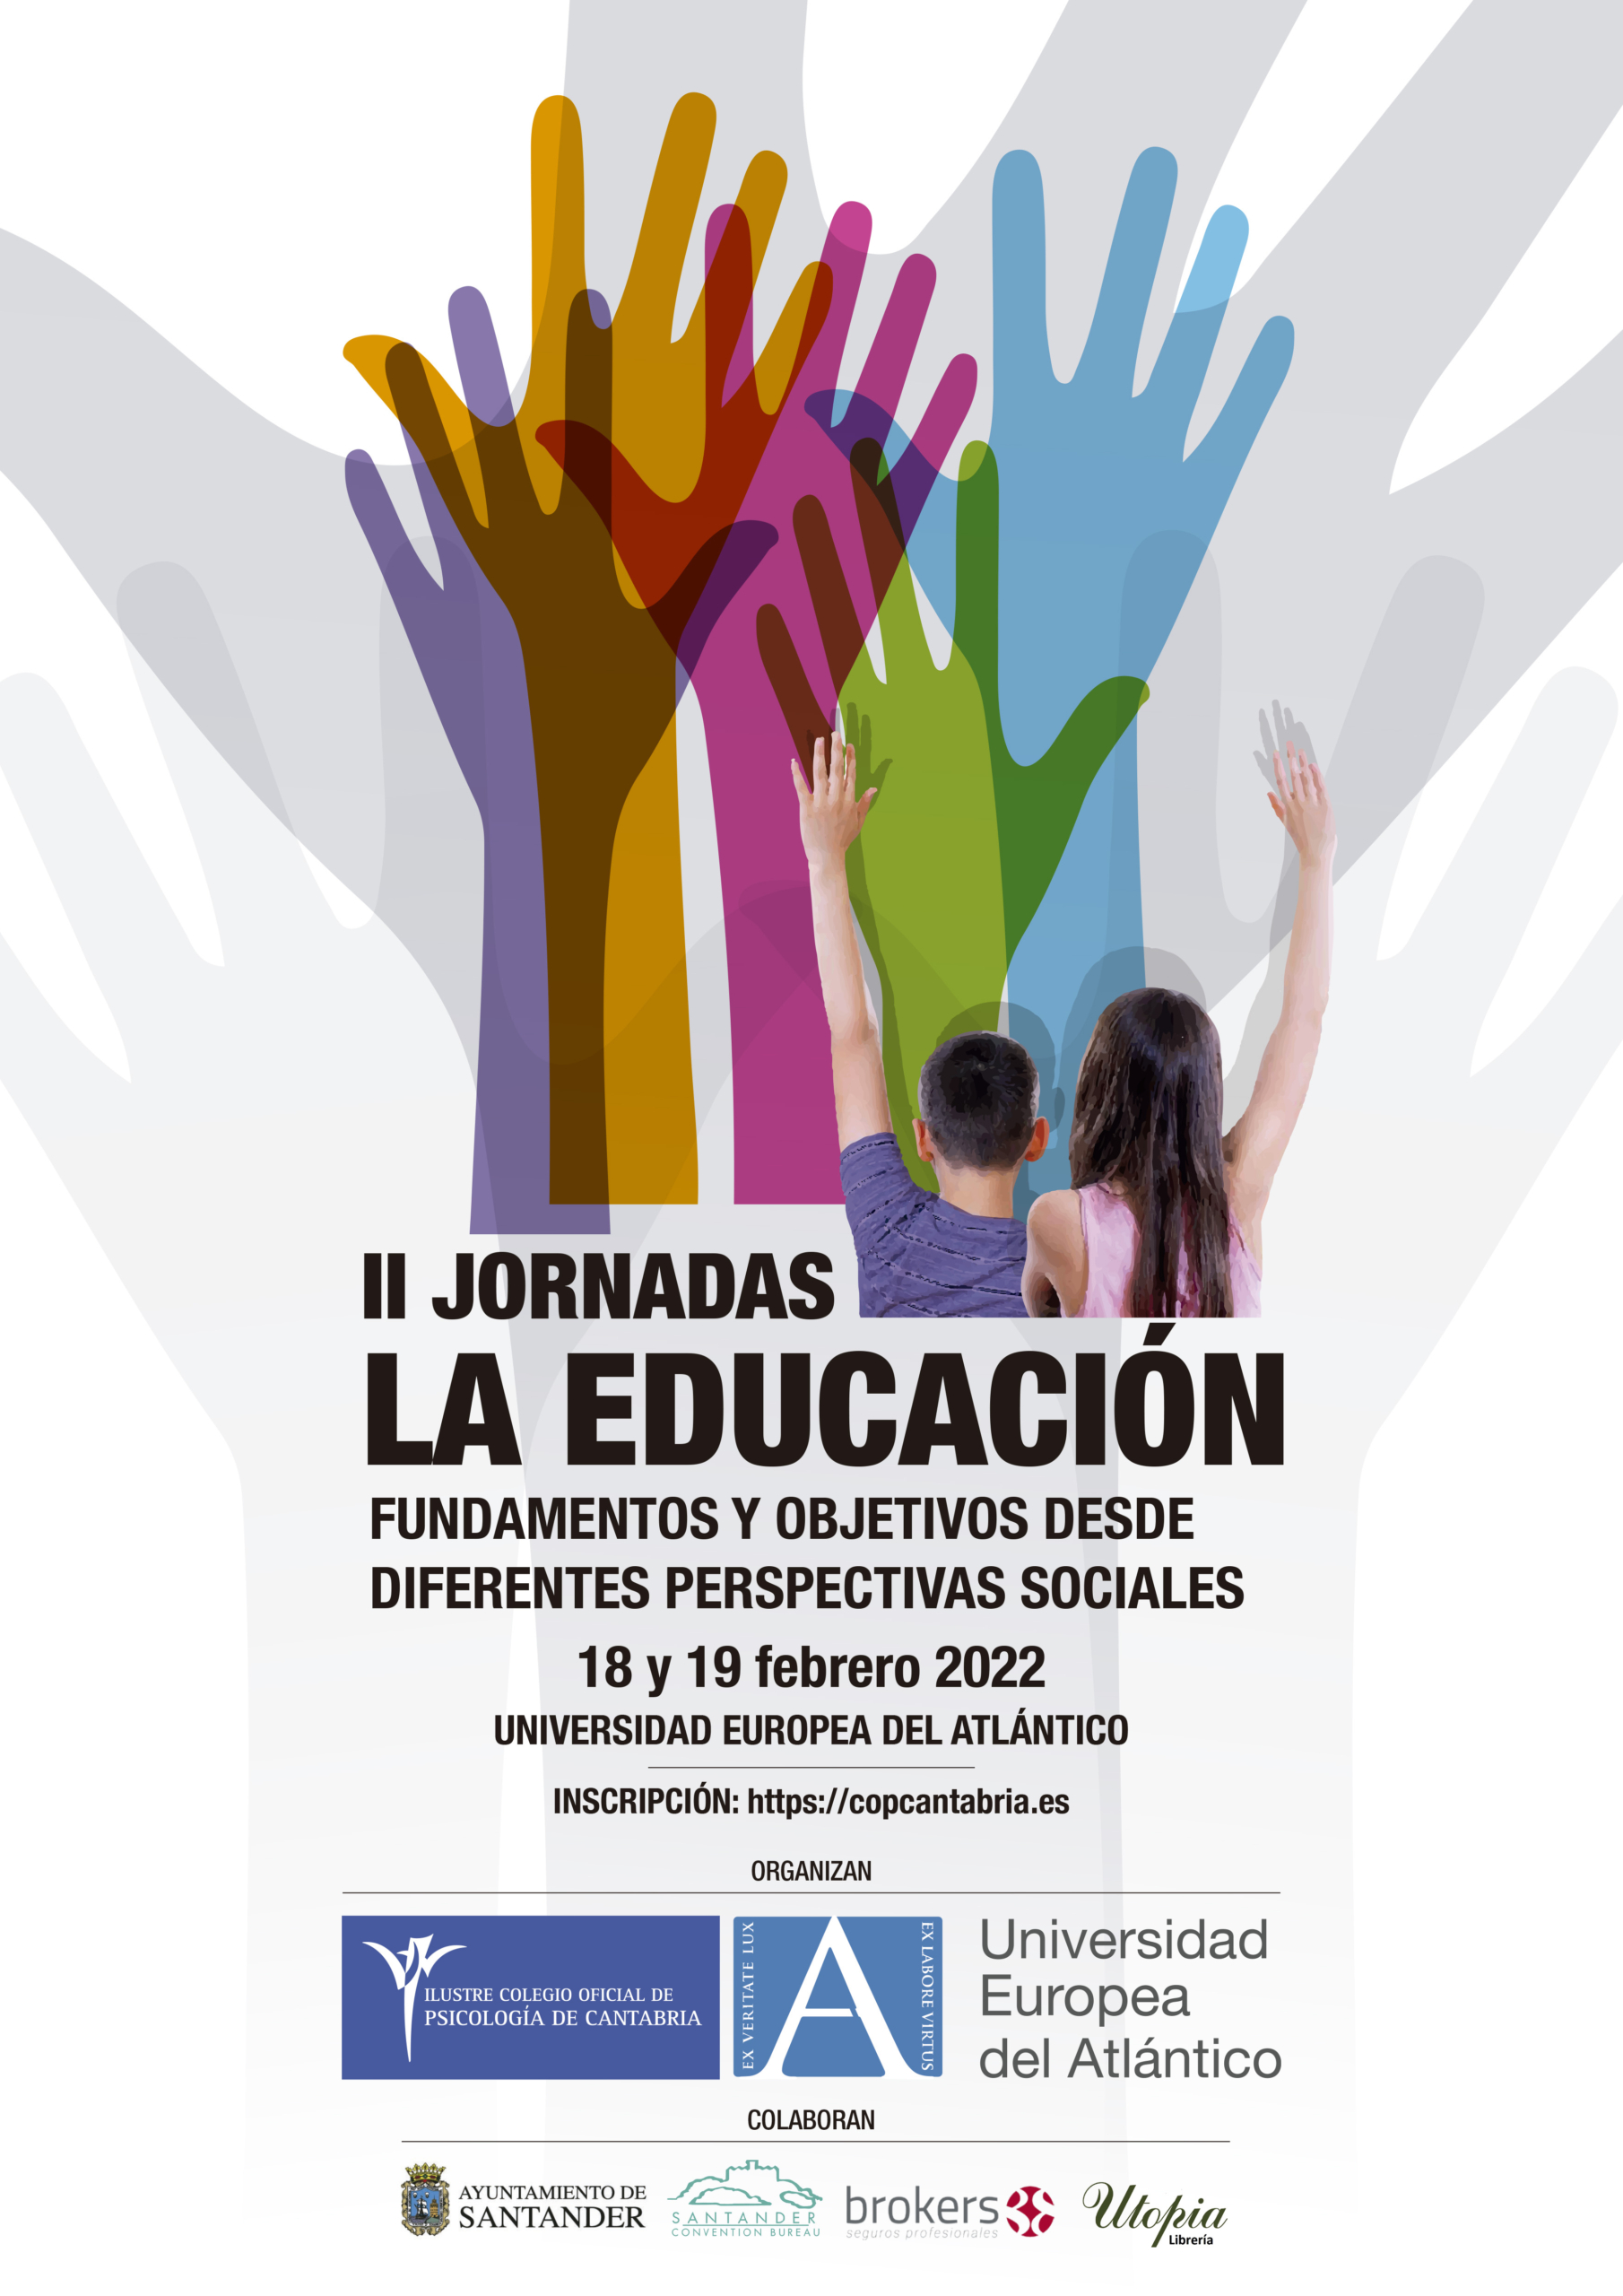 II JORNADAS
LA EDUCACIÓN
FUNDAMENTOS Y OBJETIVOS DESDE
DIFERENTES PERSPECTIVAS SOCIALES
18 y 19 febrero 2022
UNIVERSIDAD EUROPEA DEL ATLÁNTICO
INSCRIPCIÓN: https://copcantabria.es
ORGANIZAN
ILUSTRE COLEGIO OFICIAL DE
PSICOLOGÍA DE CANTABRIA
EX VERITATE LUX
A
EX LABORE VIRTUS
Universidad
Europea
del Atlántico
COLABORAN
AYUNTAMIENTO DE
SANTANDER
SANTANDER
CONVENTION BUREAU
brokers
seguros profesionales
Utopia
Librería